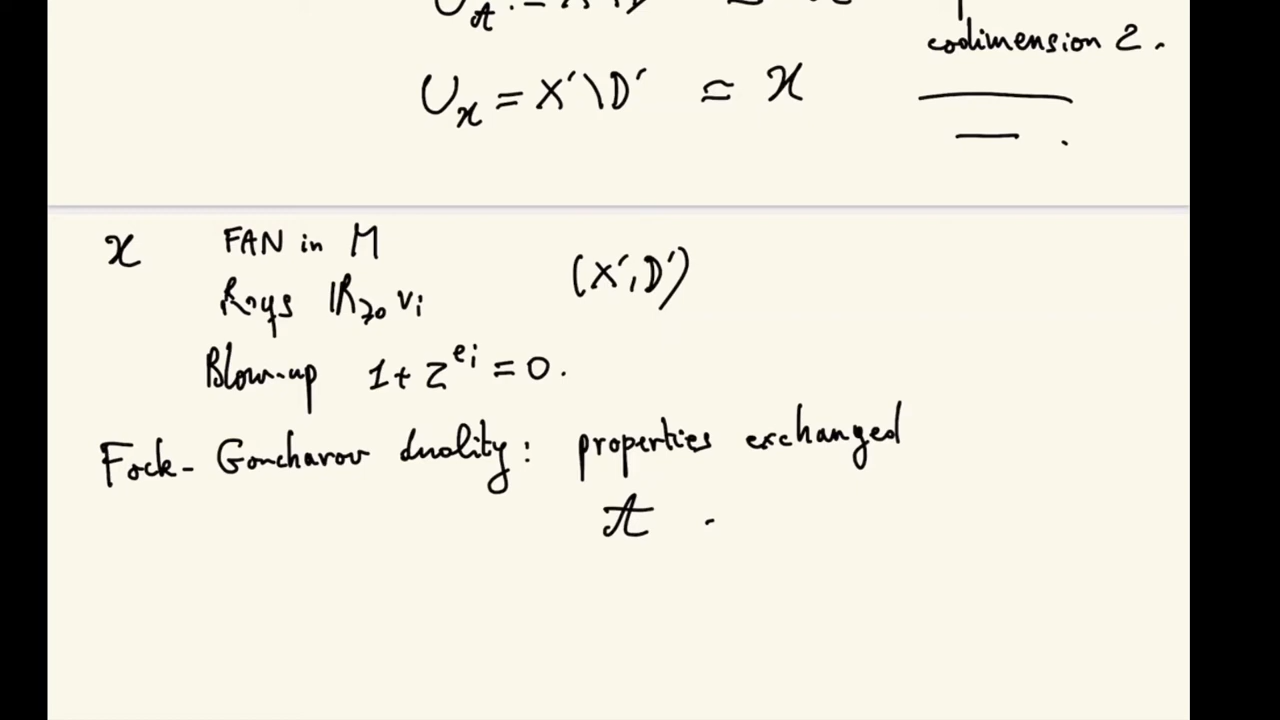 codimension 2.
U_𝒳 = X'\D' ≃ 𝒳
𝒳 FAN in M
Rays ℝ≥0 vᵢ (X', D')
Blow-up 1 + z^{eᵢ} = 0.
Fock-Goncharov duality: properties exchanged
𝒜